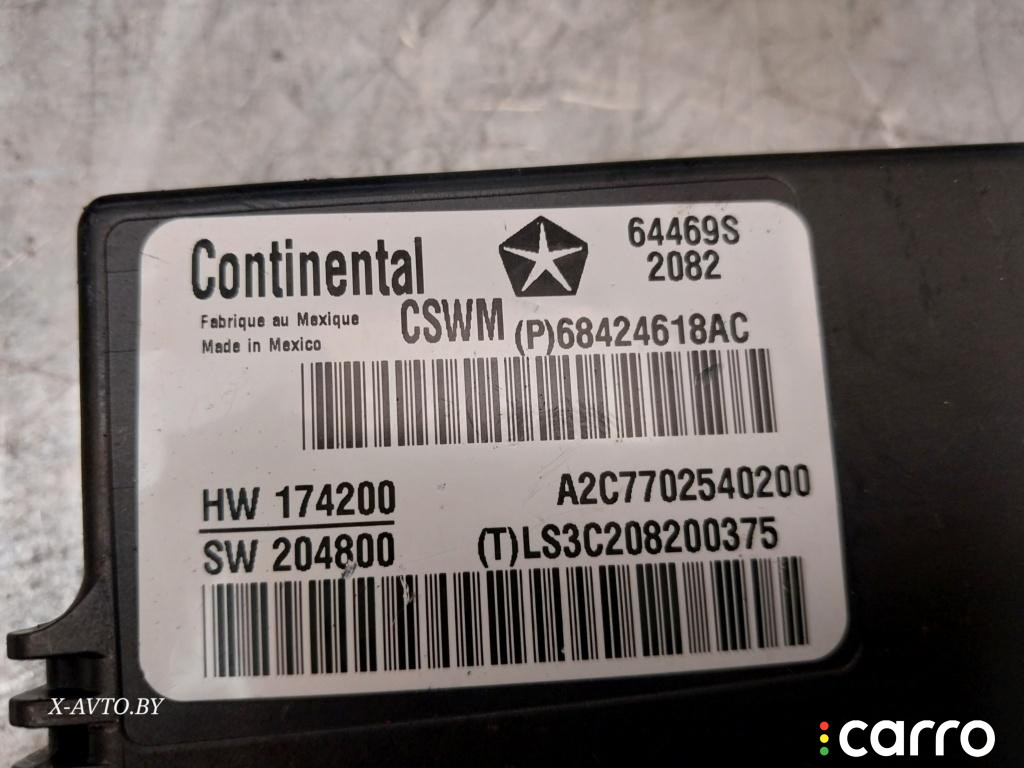 Continental
64469S
2082
Fabrique au Mexique
Made in Mexico
CSWM (P)68424618AC
HW 174200
A2C7702540200
SW 204800
(T)LS3C208200375
X-AVTO.BY
carro